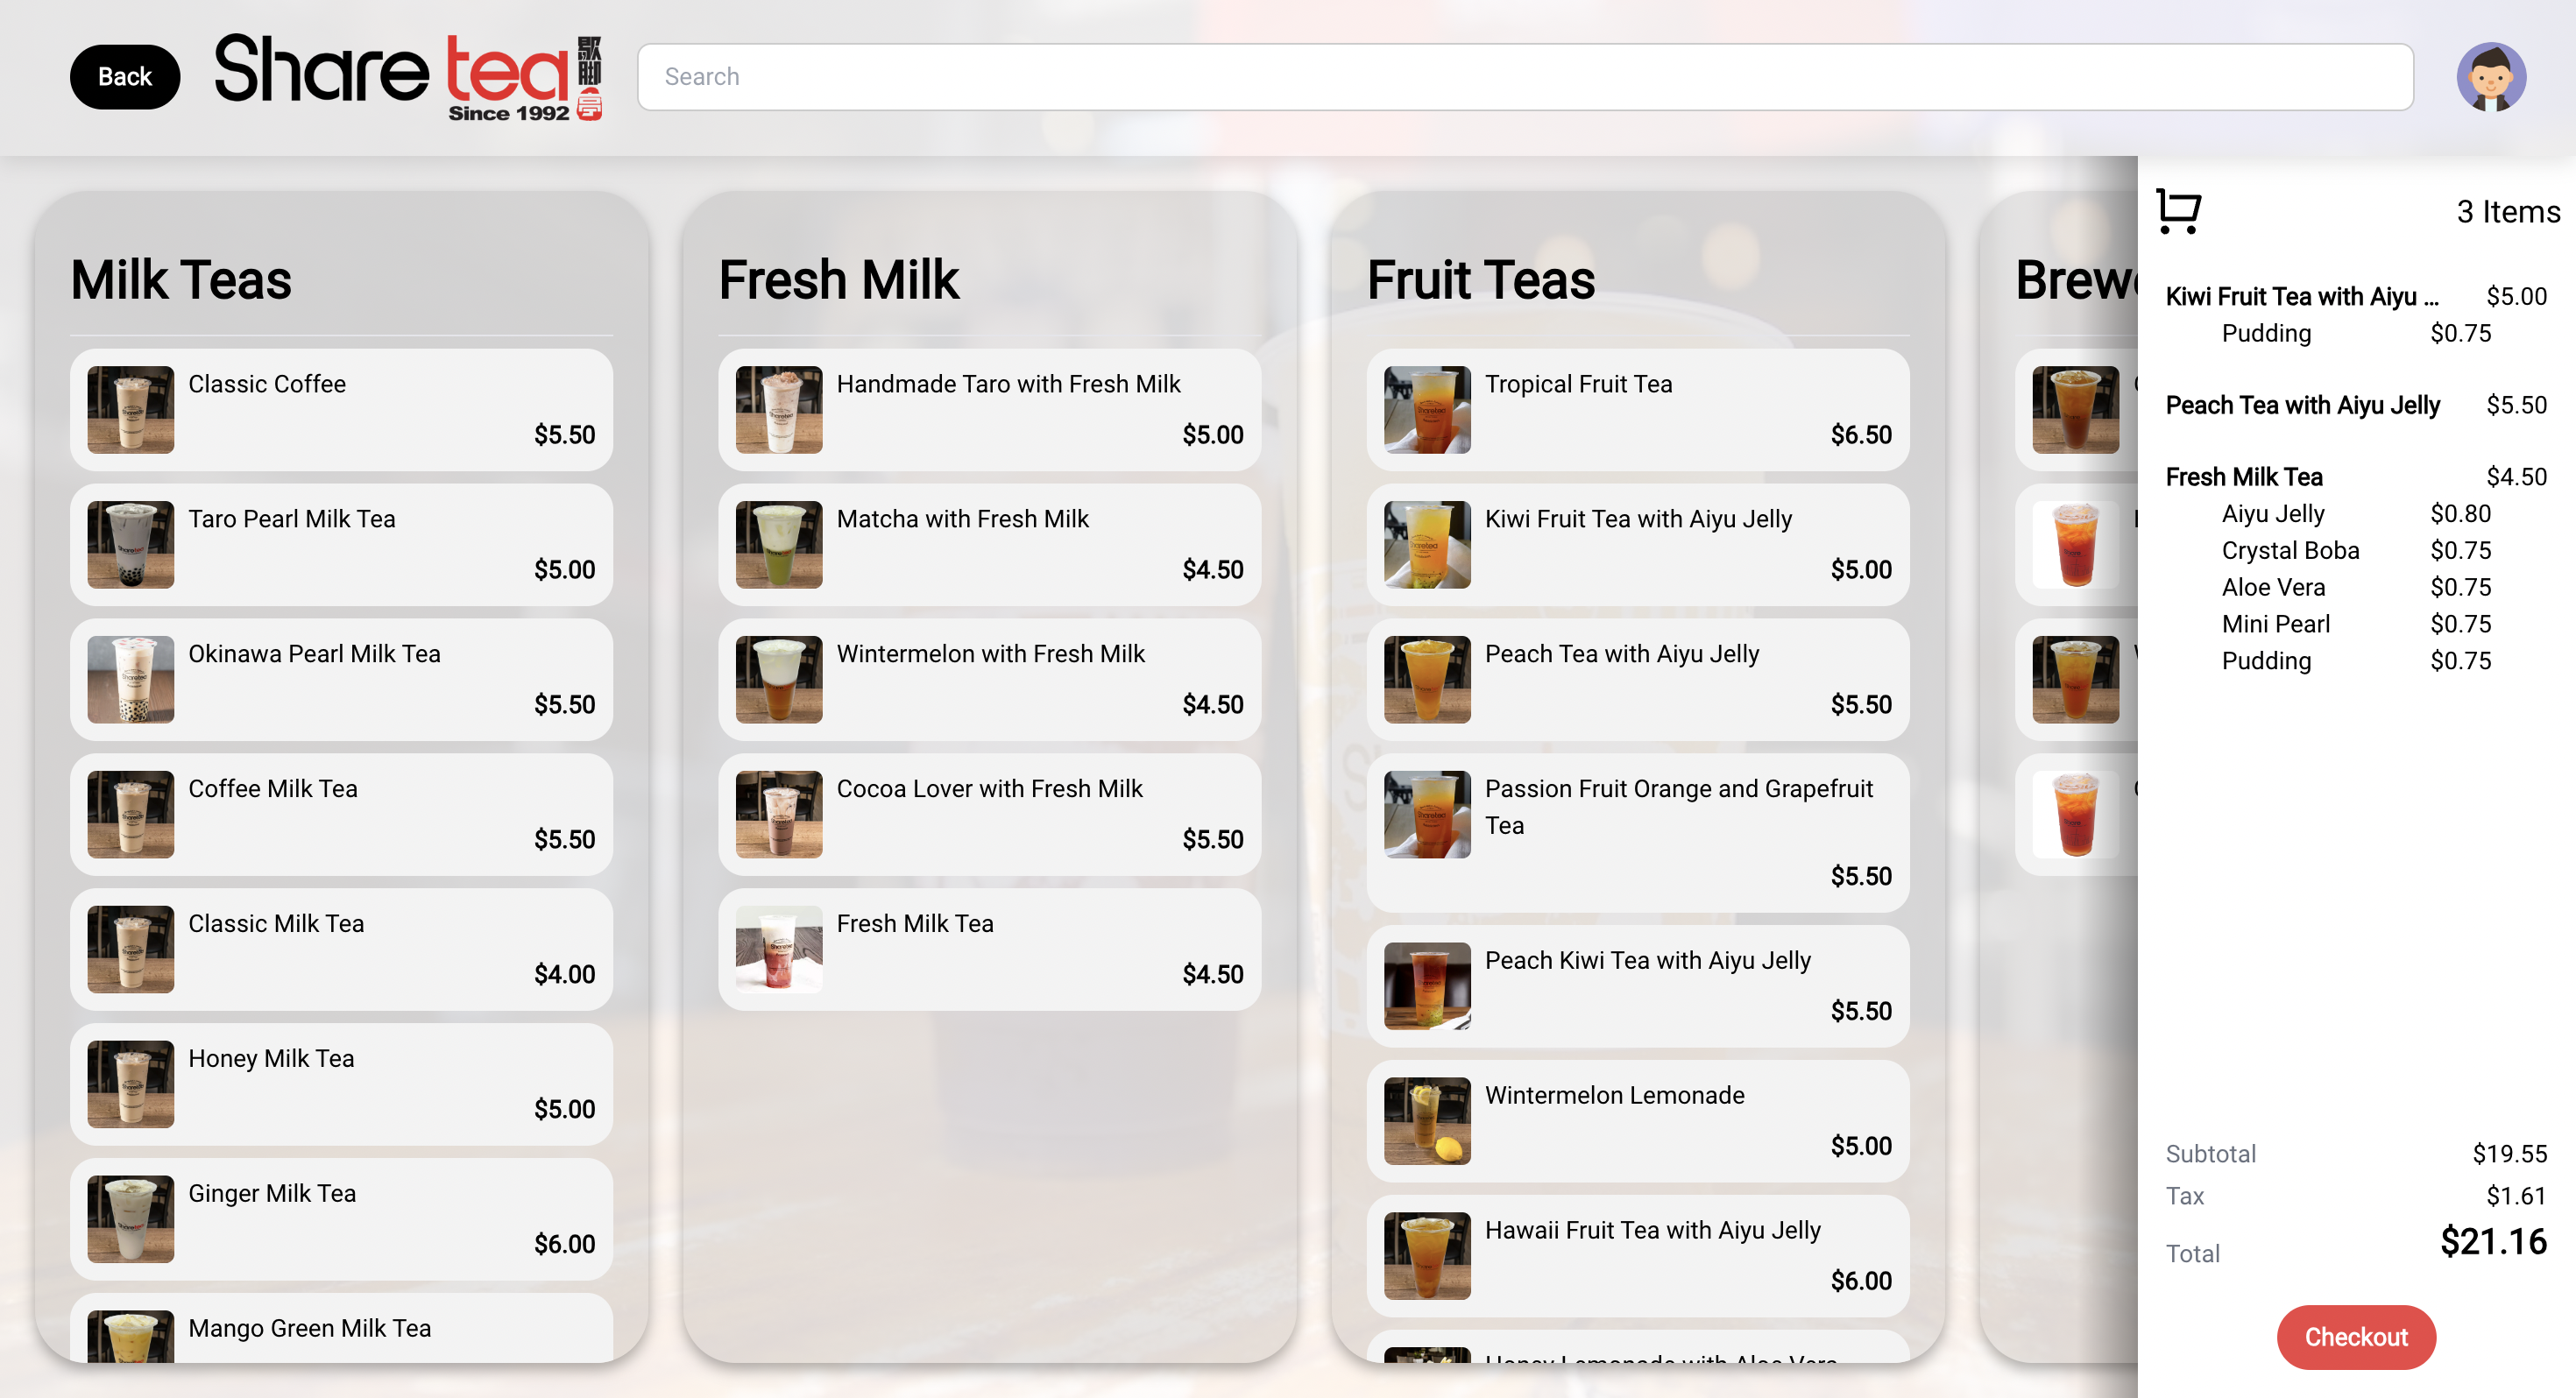 Back
Share tea 歇脚亭
Since 1992
Search
Milk Teas
Classic Coffee
$5.50
Taro Pearl Milk Tea
$5.00
Okinawa Pearl Milk Tea
$5.50
Coffee Milk Tea
$5.50
Classic Milk Tea
$4.00
Honey Milk Tea
$5.00
Ginger Milk Tea
$6.00
Mango Green Milk Tea
Fresh Milk
Handmade Taro with Fresh Milk
$5.00
Matcha with Fresh Milk
$4.50
Wintermelon with Fresh Milk
$4.50
Cocoa Lover with Fresh Milk
$5.50
Fresh Milk Tea
$4.50
Fruit Teas
Tropical Fruit Tea
$6.50
Kiwi Fruit Tea with Aiyu Jelly
$5.00
Peach Tea with Aiyu Jelly
$5.50
Passion Fruit Orange and Grapefruit
Tea
$5.50
Peach Kiwi Tea with Aiyu Jelly
$5.50
Wintermelon Lemonade
$5.00
Hawaii Fruit Tea with Aiyu Jelly
$6.00
Honey Lemonade with Aloe Vera
3 Items
Kiwi Fruit Tea with Aiyu ... $5.00
Pudding $0.75
Peach Tea with Aiyu Jelly $5.50
Fresh Milk Tea $4.50
Aiyu Jelly $0.80
Crystal Boba $0.75
Aloe Vera $0.75
Mini Pearl $0.75
Pudding $0.75
Subtotal $19.55
Tax $1.61
Total $21.16
Checkout